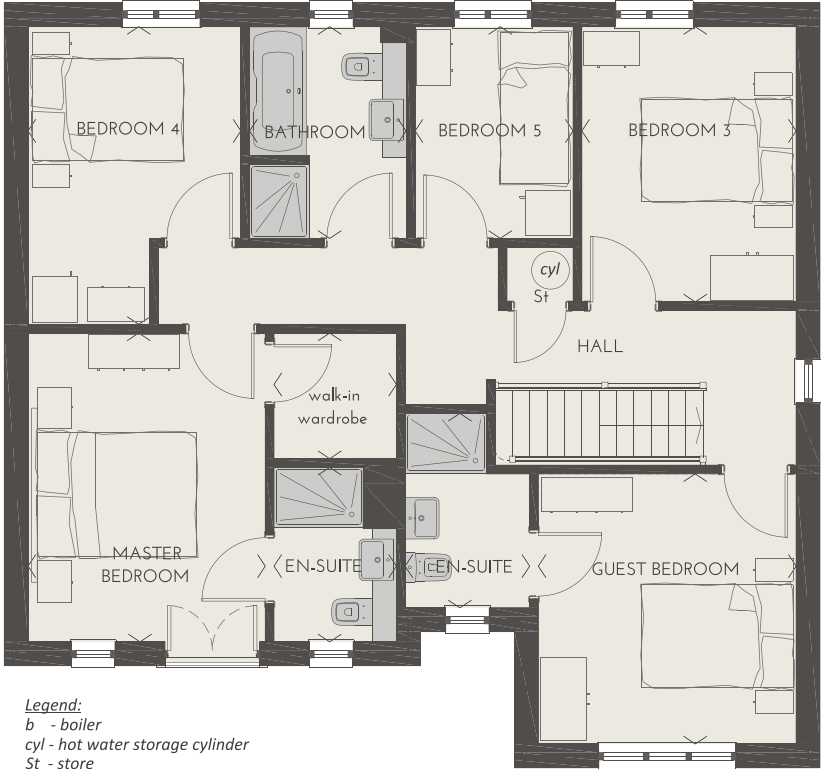 BEDROOM 4
BATHROOM
BEDROOM 5
BEDROOM 3
cyl
St
HALL
walk-in
wardrobe
MASTER
BEDROOM
EN-SUITE
EN-SUITE
GUEST BEDROOM
Legend:
b - boiler
cyl - hot water storage cylinder
St - store